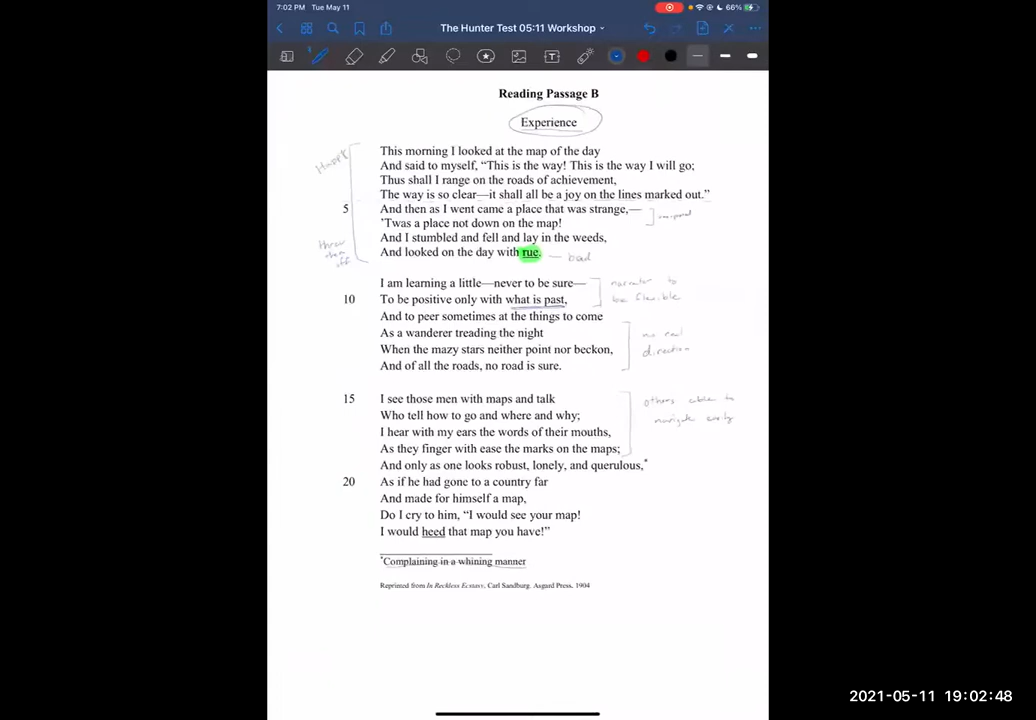 7:02 PM Tue May 11
66%
The Hunter Test 05:11 Workshop
Reading Passage B
Experience
This morning I looked at the map of the day
And said to myself, “This is the way! This is the way I will go;
Thus shall I range on the roads of achievement,
The way is so clear—it shall all be a joy on the lines marked out.”
5 And then as I went came a place that was strange,—
’Twas a place not down on the map!
And I stumbled and fell and lay in the weeds,
And looked on the day with rue.
bad
throw
them
off
I am learning a little—never to be sure—
narrator to
10 To be positive only with what is past,
be flexible
And to peer sometimes at the things to come
As a wanderer treading the night
no real
When the mazy stars neither point nor beckon,
direction
And of all the roads, no road is sure.
15 I see those men with maps and talk
others able to
Who tell how to go and where and why;
navigate easily
I hear with my ears the words of their mouths,
As they finger with ease the marks on the maps;
And only as one looks robust, lonely, and querulous,*
20 As if he had gone to a country far
And made for himself a map,
Do I cry to him, “I would see your map!
I would heed that map you have!”
*Complaining in a whining manner
Reprinted from In Reckless Ecstasy, Carl Sandburg. Asgard Press, 1904
2021-05-11 19:02:48